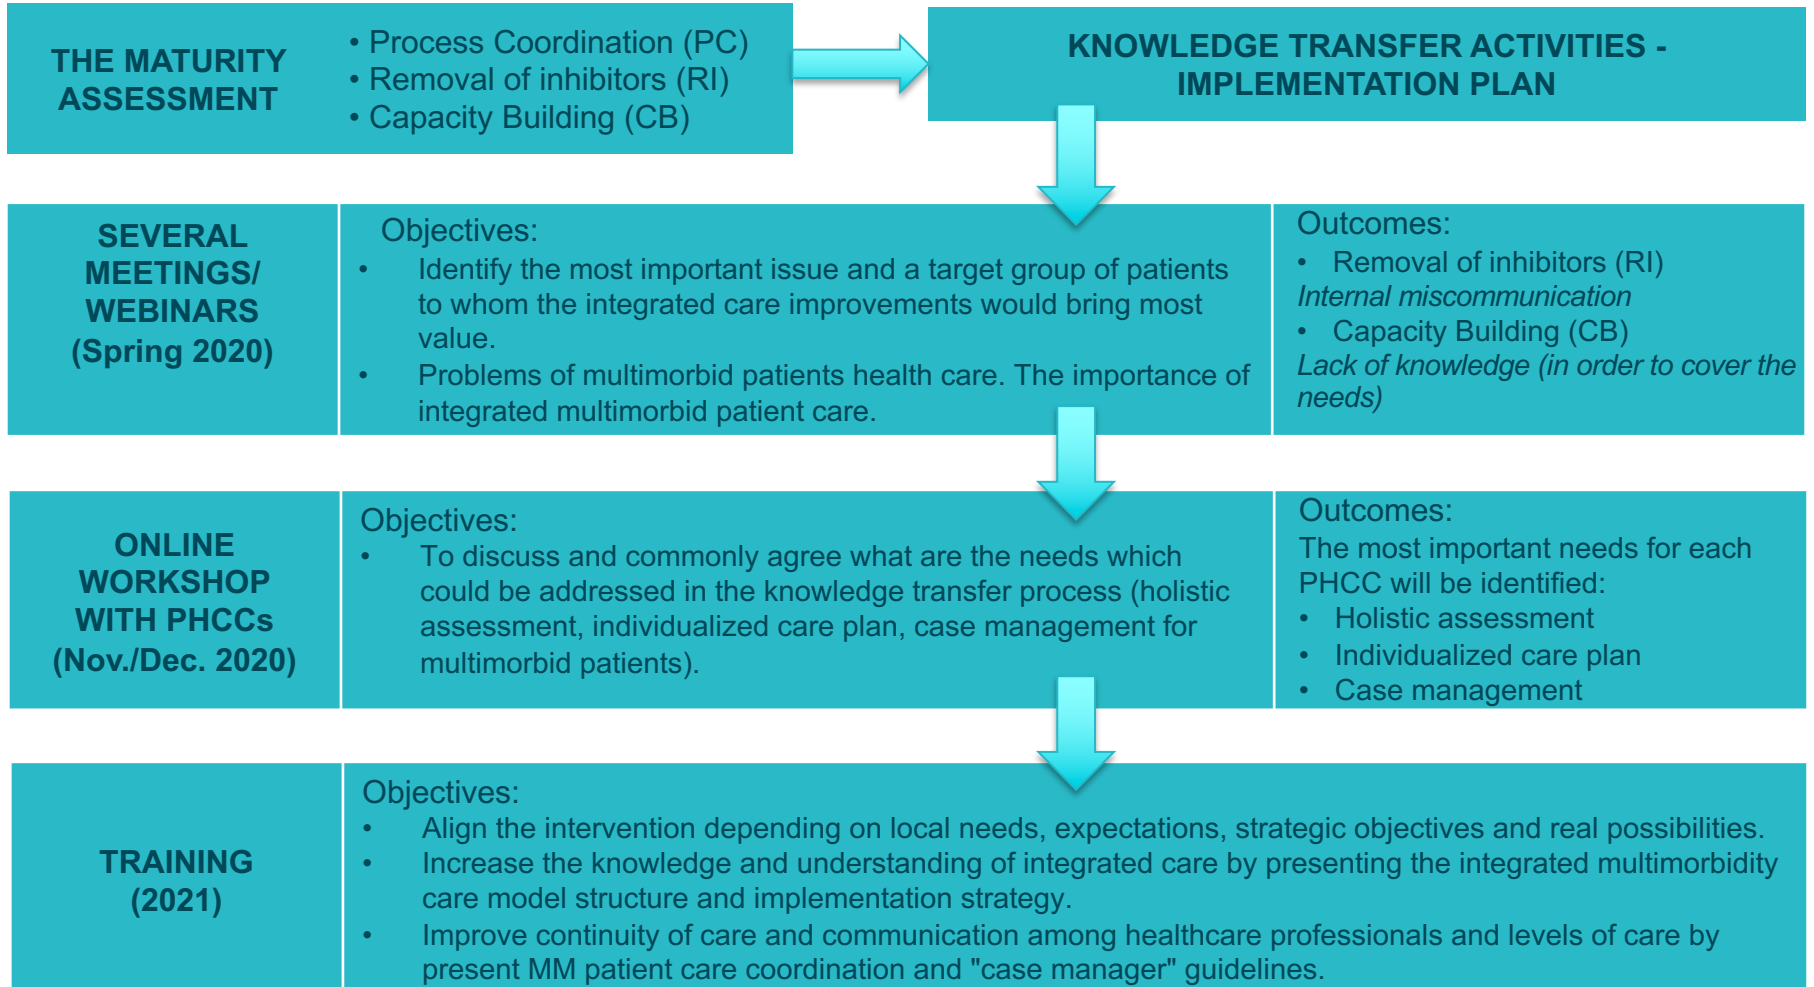 THE MATURITY
ASSESSMENT
• Process Coordination (PC)
• Removal of inhibitors (RI)
• Capacity Building (CB)
KNOWLEDGE TRANSFER ACTIVITIES -
IMPLEMENTATION PLAN
SEVERAL
MEETINGS/
WEBINARS
(Spring 2020)
Objectives:
• Identify the most important issue and a target group of patients
to whom the integrated care improvements would bring most
value.
• Problems of multimorbid patients health care. The importance of
integrated multimorbid patient care.
Outcomes:
• Removal of inhibitors (RI)
Internal miscommunication
• Capacity Building (CB)
Lack of knowledge (in order to cover the
needs)
ONLINE
WORKSHOP
WITH PHCCs
(Nov./Dec. 2020)
Objectives:
• To discuss and commonly agree what are the needs which
could be addressed in the knowledge transfer process (holistic
assessment, individualized care plan, case management for
multimorbid patients).
Outcomes:
The most important needs for each
PHCC will be identified:
• Holistic assessment
• Individualized care plan
• Case management
TRAINING
(2021)
Objectives:
• Align the intervention depending on local needs, expectations, strategic objectives and real possibilities.
• Increase the knowledge and understanding of integrated care by presenting the integrated multimorbidity
care model structure and implementation strategy.
• Improve continuity of care and communication among healthcare professionals and levels of care by
present MM patient care coordination and "case manager" guidelines.